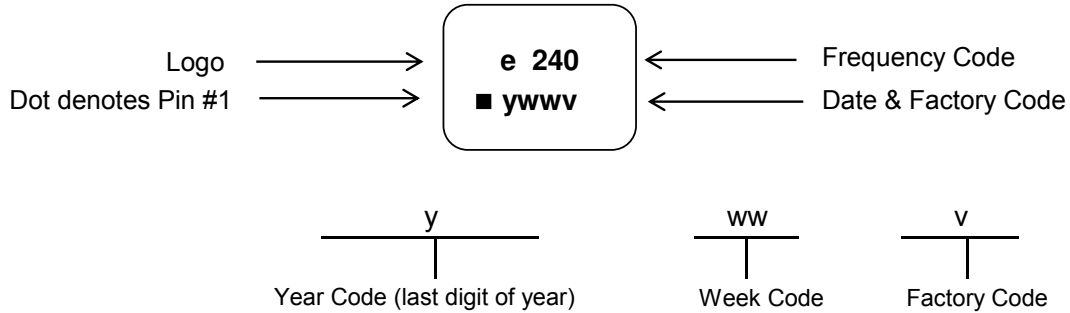 Logo e 240 Frequency Code
Dot denotes Pin #1 ■ ywwv Date & Factory Code
y ww v
Year Code (last digit of year) Week Code Factory Code